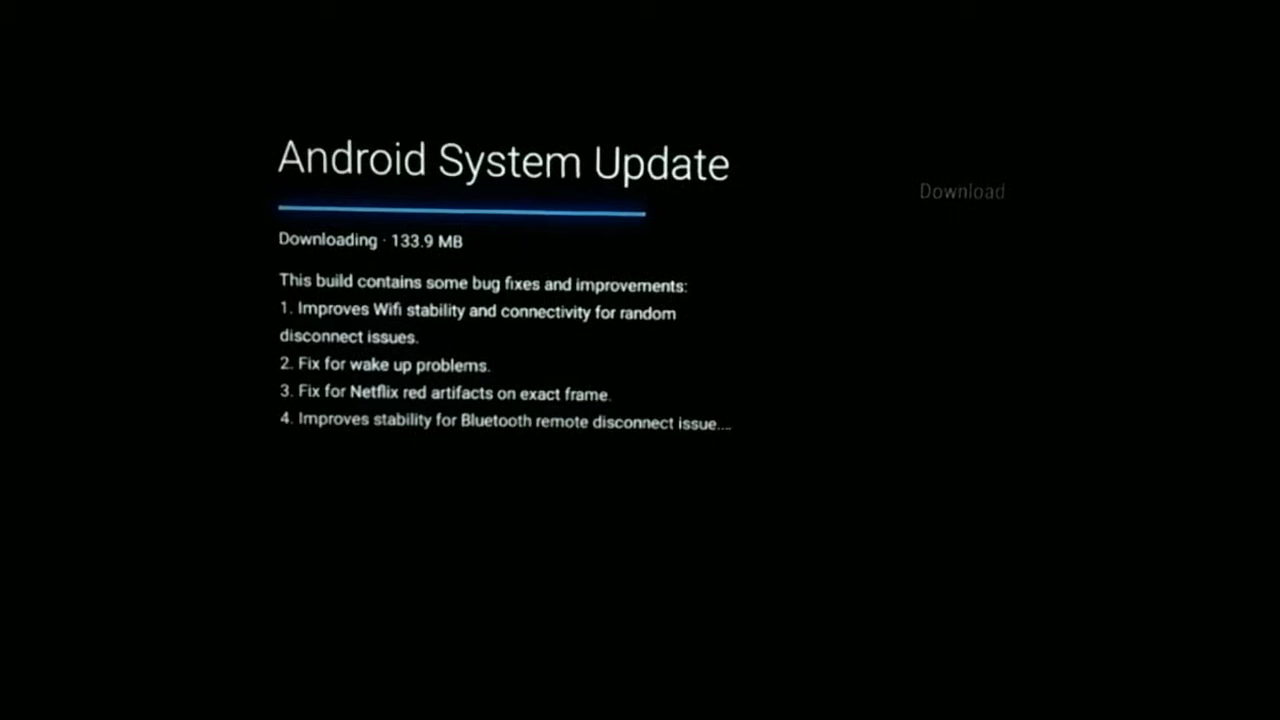 Android System Update
Download
Downloading · 133.9 MB
This build contains some bug fixes and improvements:
1. Improves Wifi stability and connectivity for random
disconnect issues.
2. Fix for wake up problems.
3. Fix for Netflix red artifacts on exact frame.
4. Improves stability for Bluetooth remote disconnect issue....